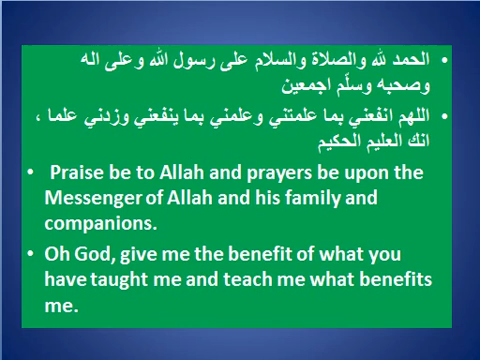 • الحمد لله والصلاة والسلام على رسول الله وعلى اله
وصحبه وسلّم اجمعين
• اللهم انفعني بما علمتني وعلمني بما ينفعني وزدني علما ،
انك العليم الحكيم
• Praise be to Allah and prayers be upon the
Messenger of Allah and his family and
companions.
• Oh God, give me the benefit of what you
have taught me and teach me what benefits
me.